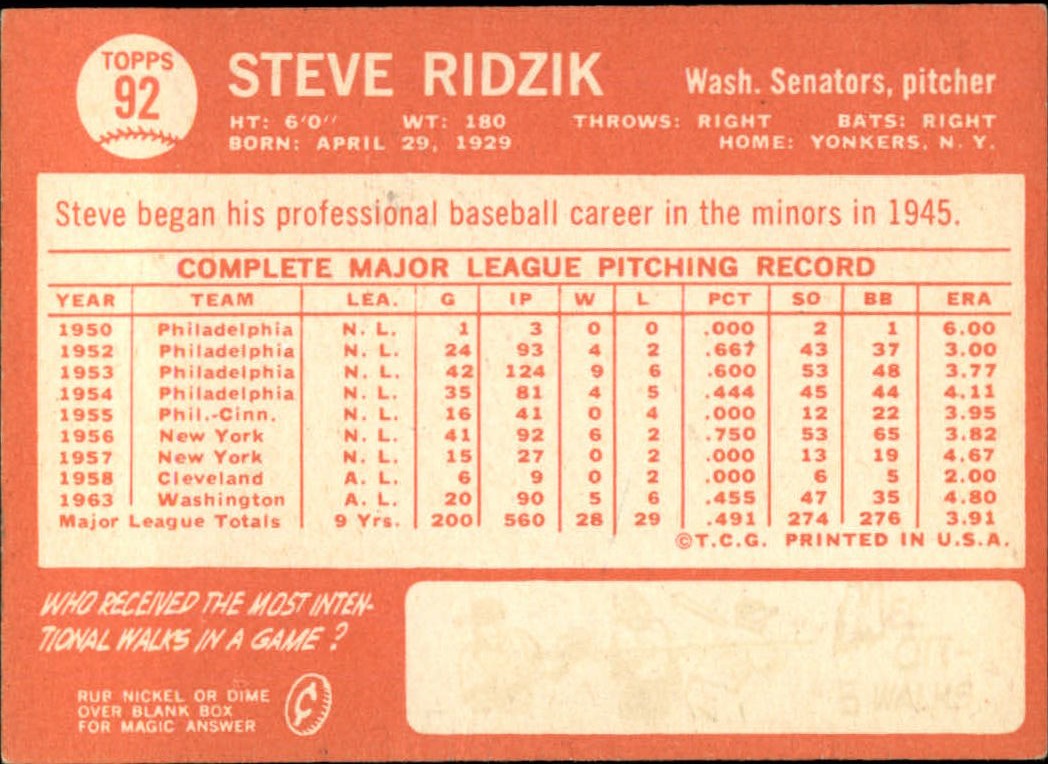 TOPPS
92
STEVE RIDZIK
Wash. Senators, pitcher
HT: 6'0" WT: 180 THROWS: RIGHT BATS: RIGHT
BORN: APRIL 29, 1929 HOME: YONKERS, N. Y.
Steve began his professional baseball career in the minors in 1945.
COMPLETE MAJOR LEAGUE PITCHING RECORD
YEAR TEAM LEA. G IP W L PCT SO BB ERA
1950 Philadelphia N. L. 1 3 0 0 .000 2 1 6.00
1952 Philadelphia N. L. 24 93 4 2 .667 43 37 3.00
1953 Philadelphia N. L. 42 124 9 6 .600 53 48 3.77
1954 Philadelphia N. L. 35 81 4 5 .444 45 44 4.11
1955 Phil.-Cinn. N. L. 16 41 0 4 .000 12 22 3.95
1956 New York N. L. 41 92 6 2 .750 53 65 3.82
1957 New York N. L. 15 27 0 2 .000 13 19 4.67
1958 Cleveland A. L. 6 9 0 2 .000 6 5 2.00
1963 Washington A. L. 20 90 5 6 .455 47 35 4.80
Major League Totals 9 Yrs. 200 560 28 29 .491 274 276 3.91
©T.C.G. PRINTED IN U.S.A.
WHO RECEIVED THE MOST INTEN-
TIONAL WALKS IN A GAME?
RUB NICKEL OR DIME
OVER BLANK BOX
FOR MAGIC ANSWER